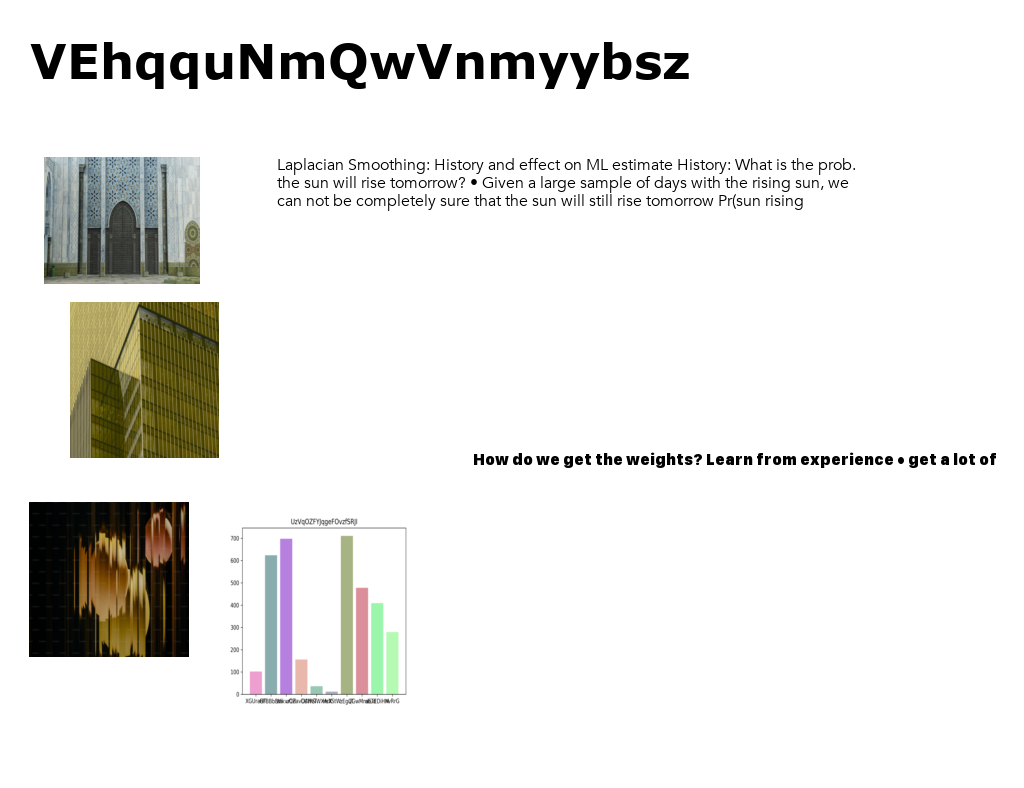 VEhqquNmQwVnmyybsz
Laplacian Smoothing: History and effect on ML estimate History: What is the prob.
the sun will rise tomorrow? • Given a large sample of days with the rising sun, we
can not be completely sure that the sun will still rise tomorrow Pr(sun rising
How do we get the weights? Learn from experience • get a lot of
700
600
500
400
300
200
100
0